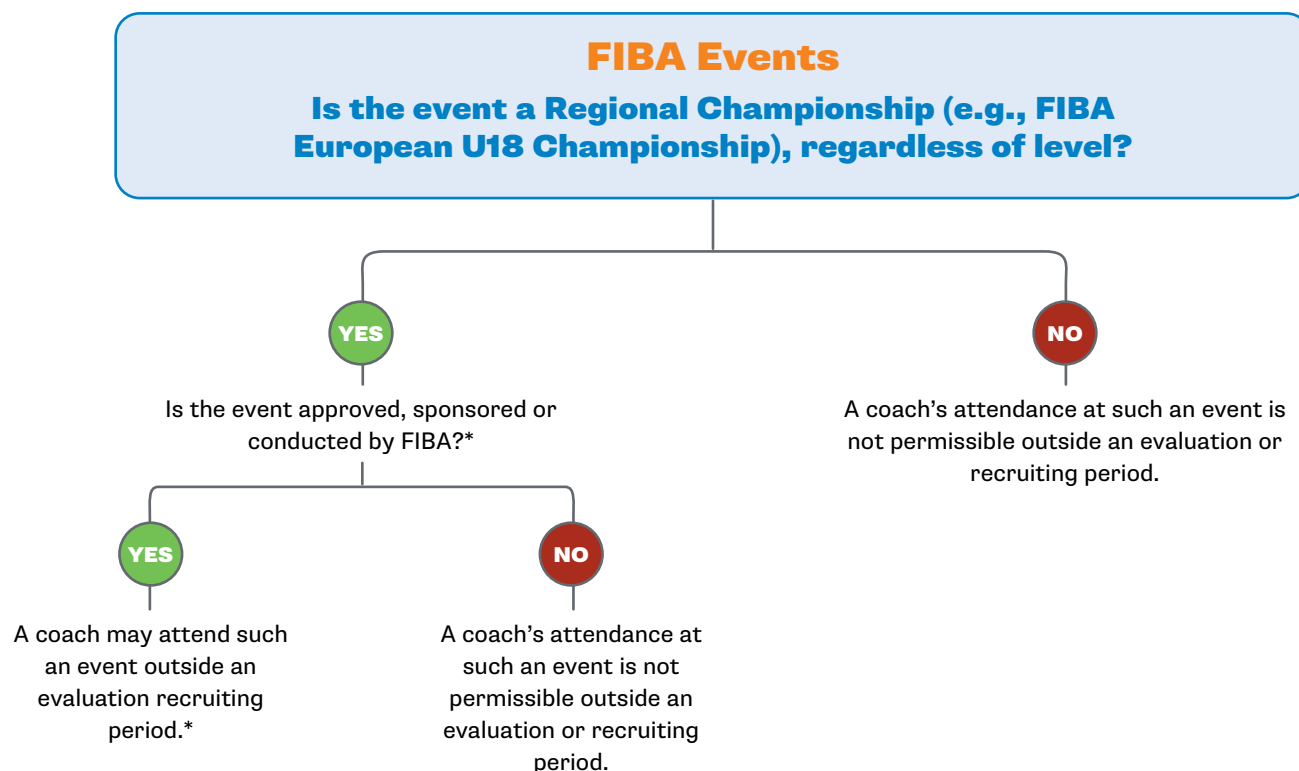 FIBA Events
Is the event a Regional Championship (e.g., FIBA
European U18 Championship), regardless of level?
YES
NO
Is the event approved, sponsored or
conducted by FIBA?*
A coach’s attendance at such an event is
not permissible outside an evaluation or
recruiting period.
YES
NO
A coach may attend such
an event outside an
evaluation recruiting
period.*
A coach’s attendance at
such an event is not
permissible outside an
evaluation or recruiting
period.